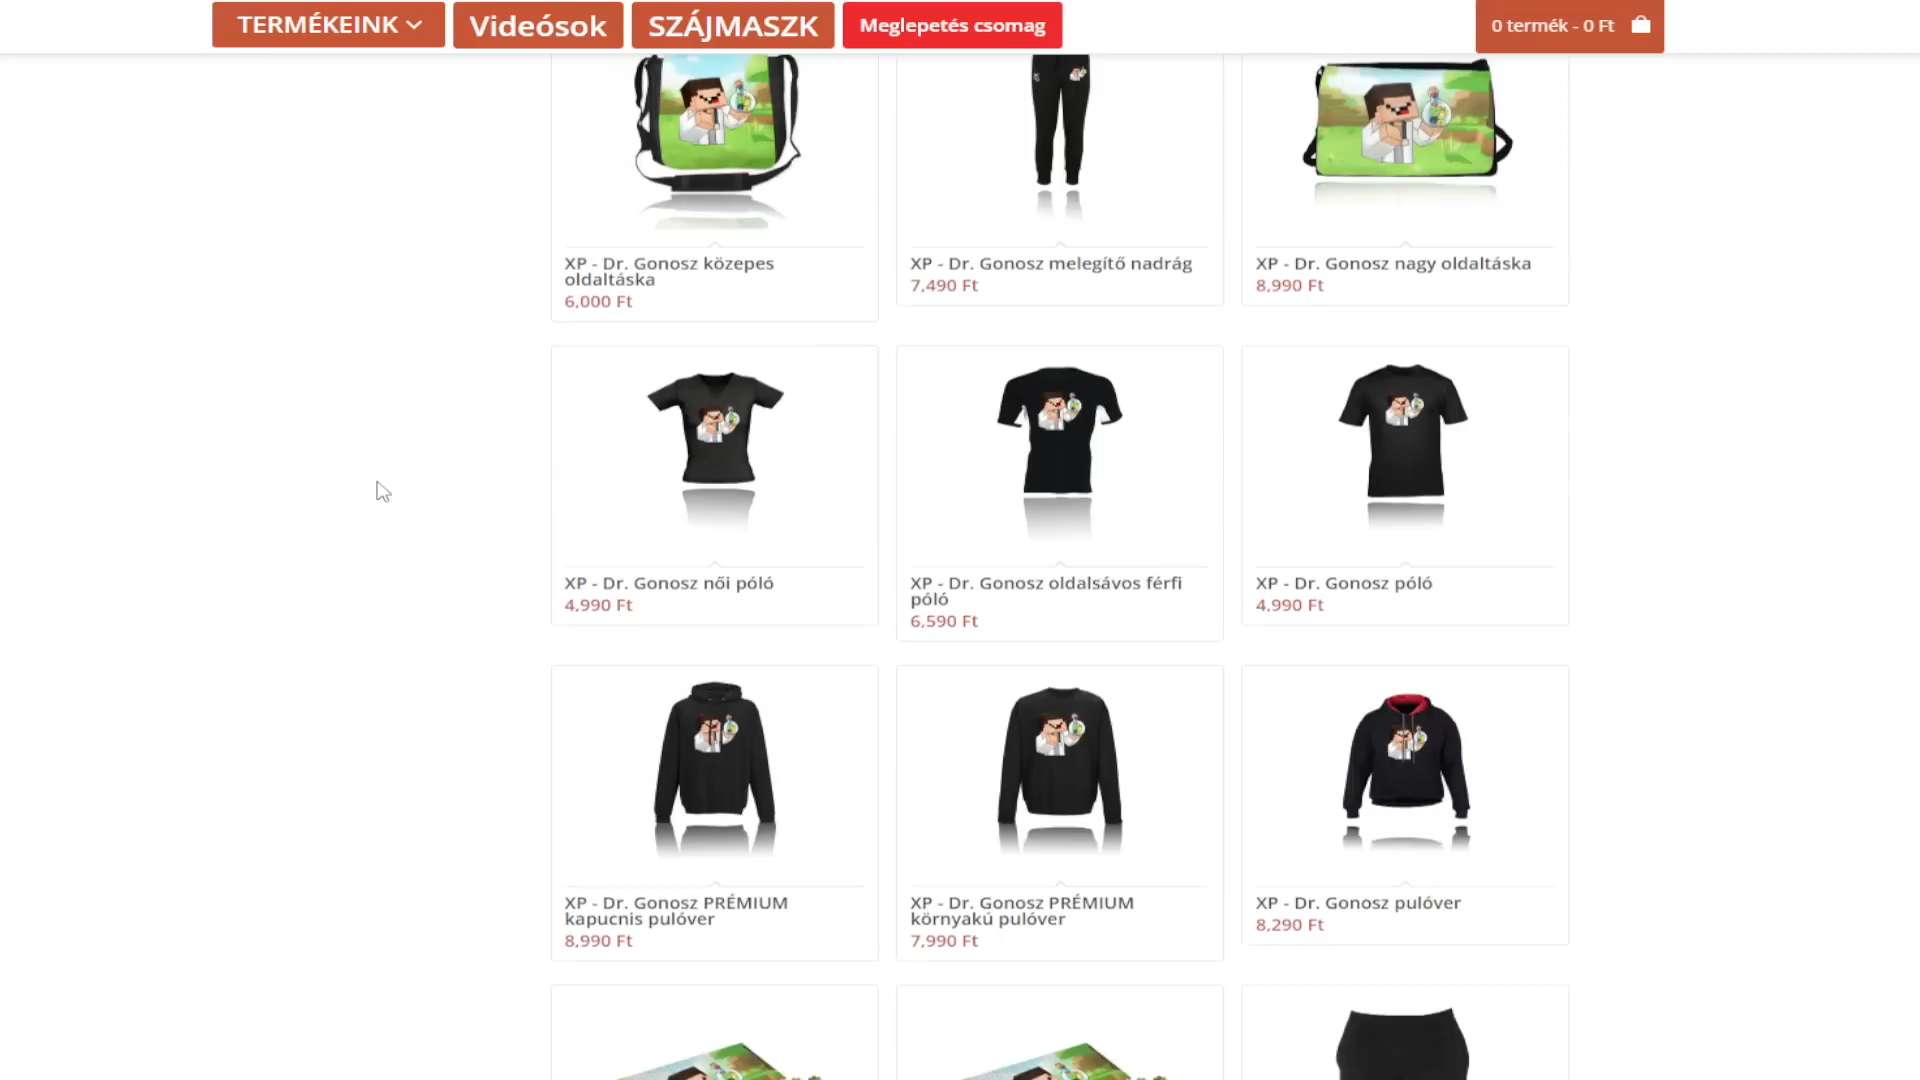 TERMÉKEINK
Videósok
SZÁJMASZK
Meglepetés csomag
0 termék - 0 Ft
XP - Dr. Gonosz közepes
oldaltáska
6,000 Ft
XP - Dr. Gonosz melegítő nadrág
7,490 Ft
XP - Dr. Gonosz nagy oldaltáska
8,990 Ft
XP - Dr. Gonosz női póló
4,990 Ft
XP - Dr. Gonosz oldalsávos férfi
póló
6,590 Ft
XP - Dr. Gonosz póló
4,990 Ft
XP - Dr. Gonosz PRÉMIUM
kapucnis pulóver
8,990 Ft
XP - Dr. Gonosz PRÉMIUM
környakú pulóver
7,990 Ft
XP - Dr. Gonosz pulóver
8,290 Ft